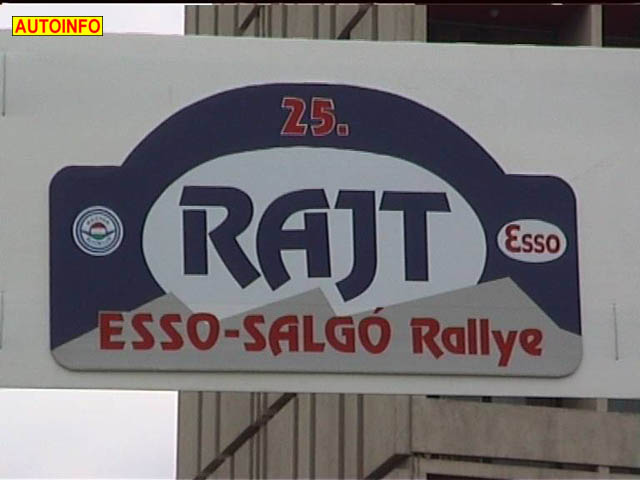 AUTOINFO
25.
RAJT
Esso
ESSO-SALGÓ Rallye